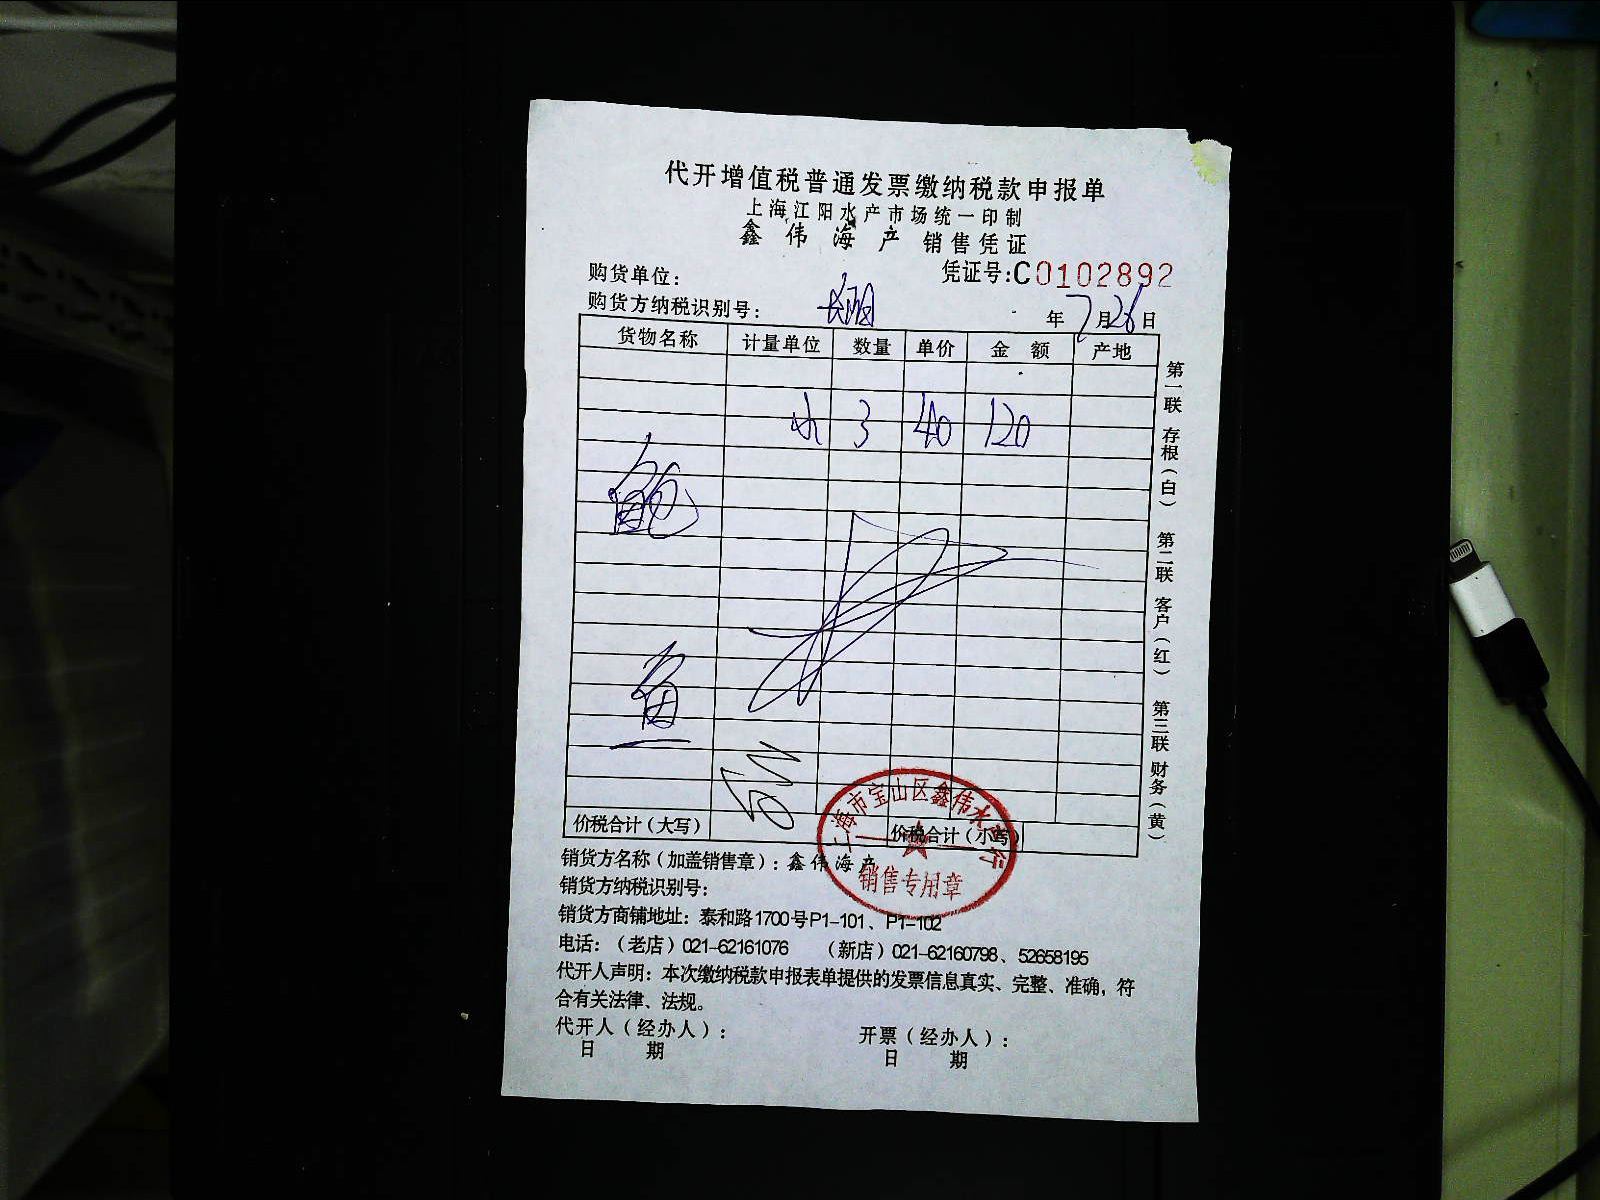 代开增值税普通发票缴纳税款申报单
上海江阳水产市场统一印制
鑫伟海产 销售凭证
凭证号:C0102892
购货单位:
购货方纳税识别号:
年7月26日
货物名称 计量单位 数量 单价 金额 产地
3 40 120
鲍
鱼
价税合计(大写) 价税合计(小写)
上海市宝山区鑫伟水产行
销售专用章
销货方名称(加盖销售章):鑫伟海产
销货方纳税识别号:
销货方商铺地址:泰和路1700号P1-101、P1-102
电话:(老店)021-62161076 (新店)021-62160798、52658195
代开人声明:本次缴纳税款申报表单提供的发票信息真实、完整、准确,符
合有关法律、法规。
代开人(经办人): 开票(经办人):
日期 日期
第一联 存根(白) 第二联 客户(红) 第三联 财务(黄)